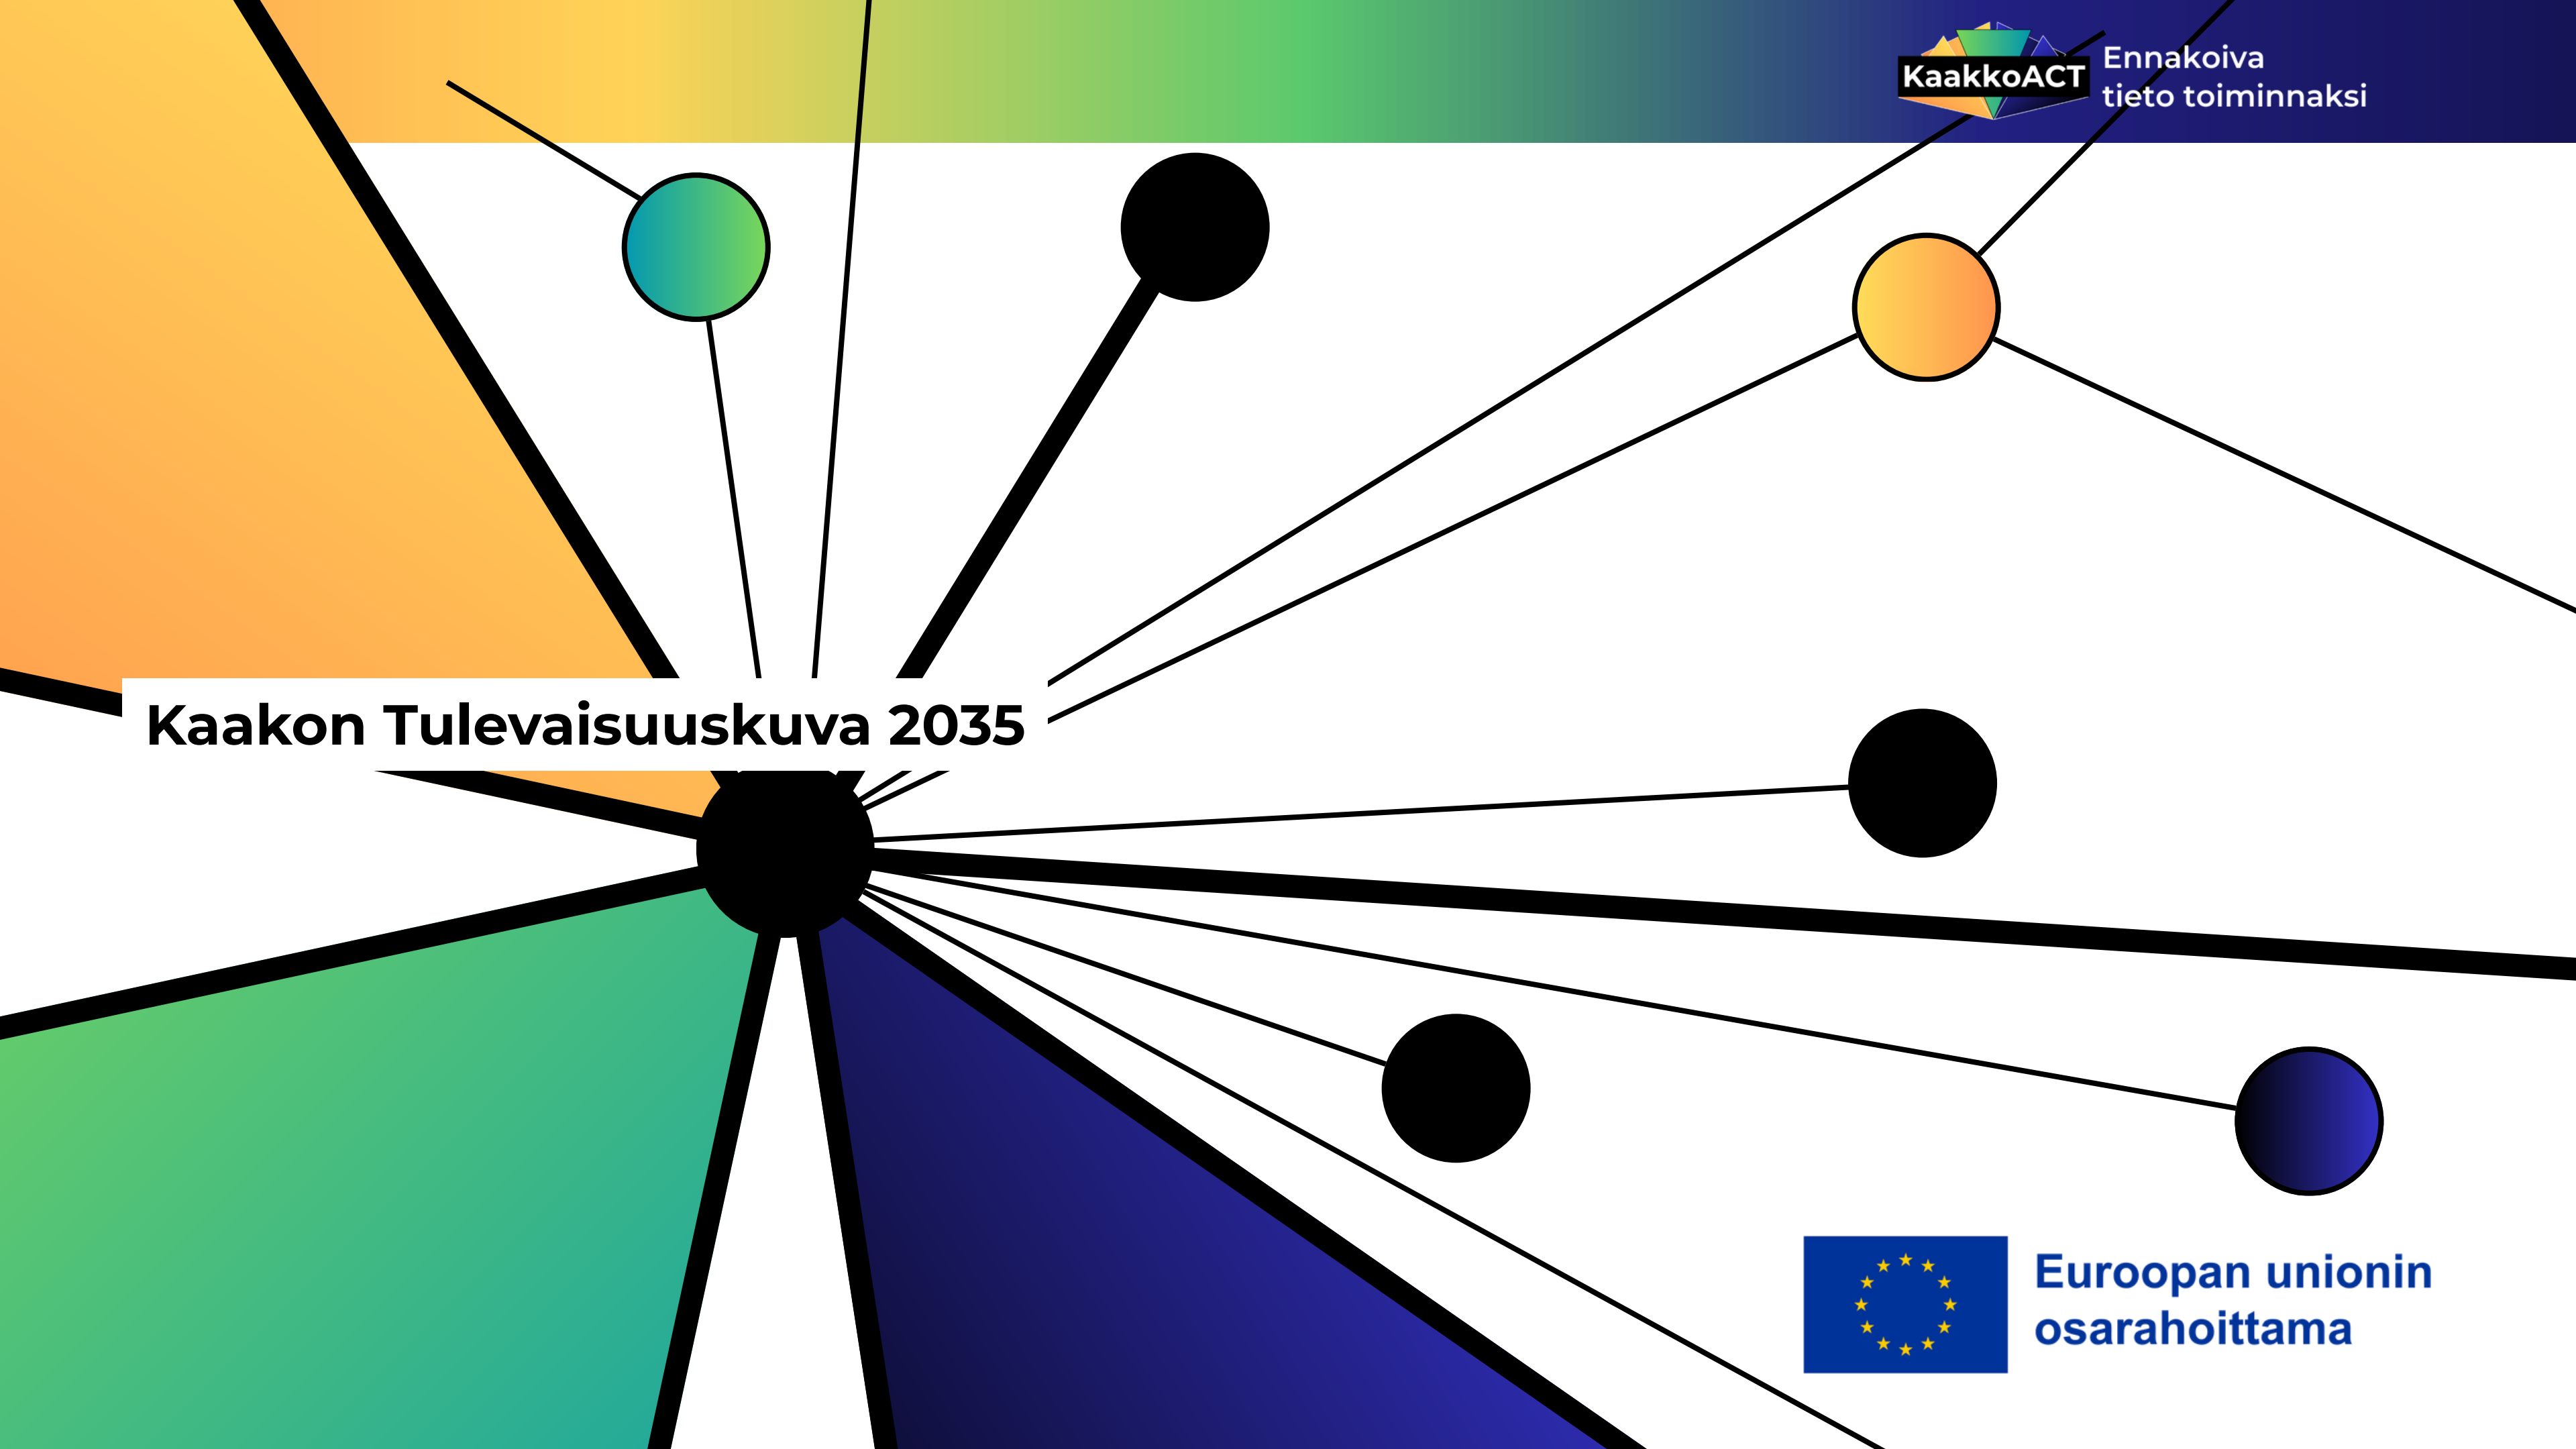 KaakkoACT
Ennakoiva
tieto toiminnaksi
Kaakon Tulevaisuuskuva 2035
Euroopan unionin
osarahoittama